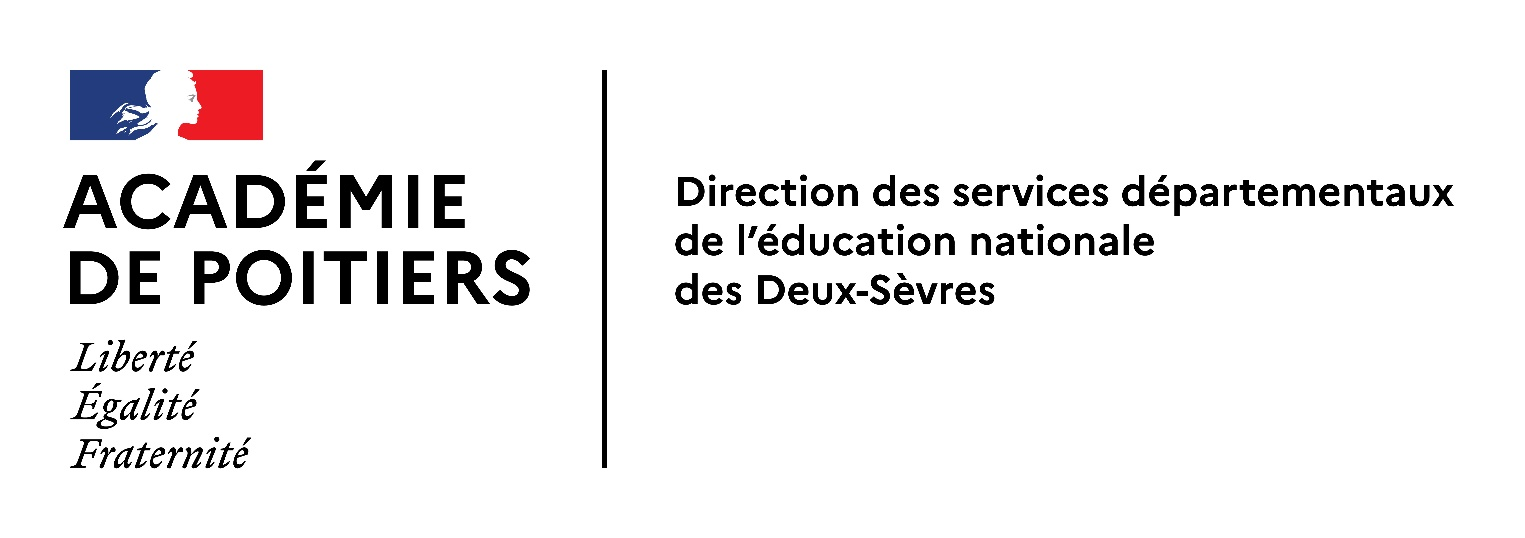 ACADÉMIE
DE POITIERS
Liberté
Égalité
Fraternité
Direction des services départementaux
de l’éducation nationale
des Deux-Sèvres